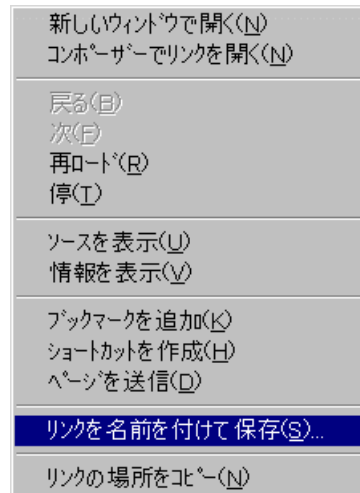 新しいｳｨﾝﾄﾞｳで開く(N)
ｺﾝﾎﾟｰｻﾞｰでﾘﾝｸを開く(N)
戻る(B)
次(F)
再ﾛｰﾄﾞ(R)
停(T)
ｿｰｽを表示(U)
情報を表示(V)
ﾌﾞｯｸﾏｰｸを追加(K)
ｼｮｰﾄｶｯﾄを作成(H)
ﾍﾟｰｼﾞを送信(D)
ﾘﾝｸを名前を付けて保存(S)...
ﾘﾝｸの場所をｺﾋﾟｰ(N)